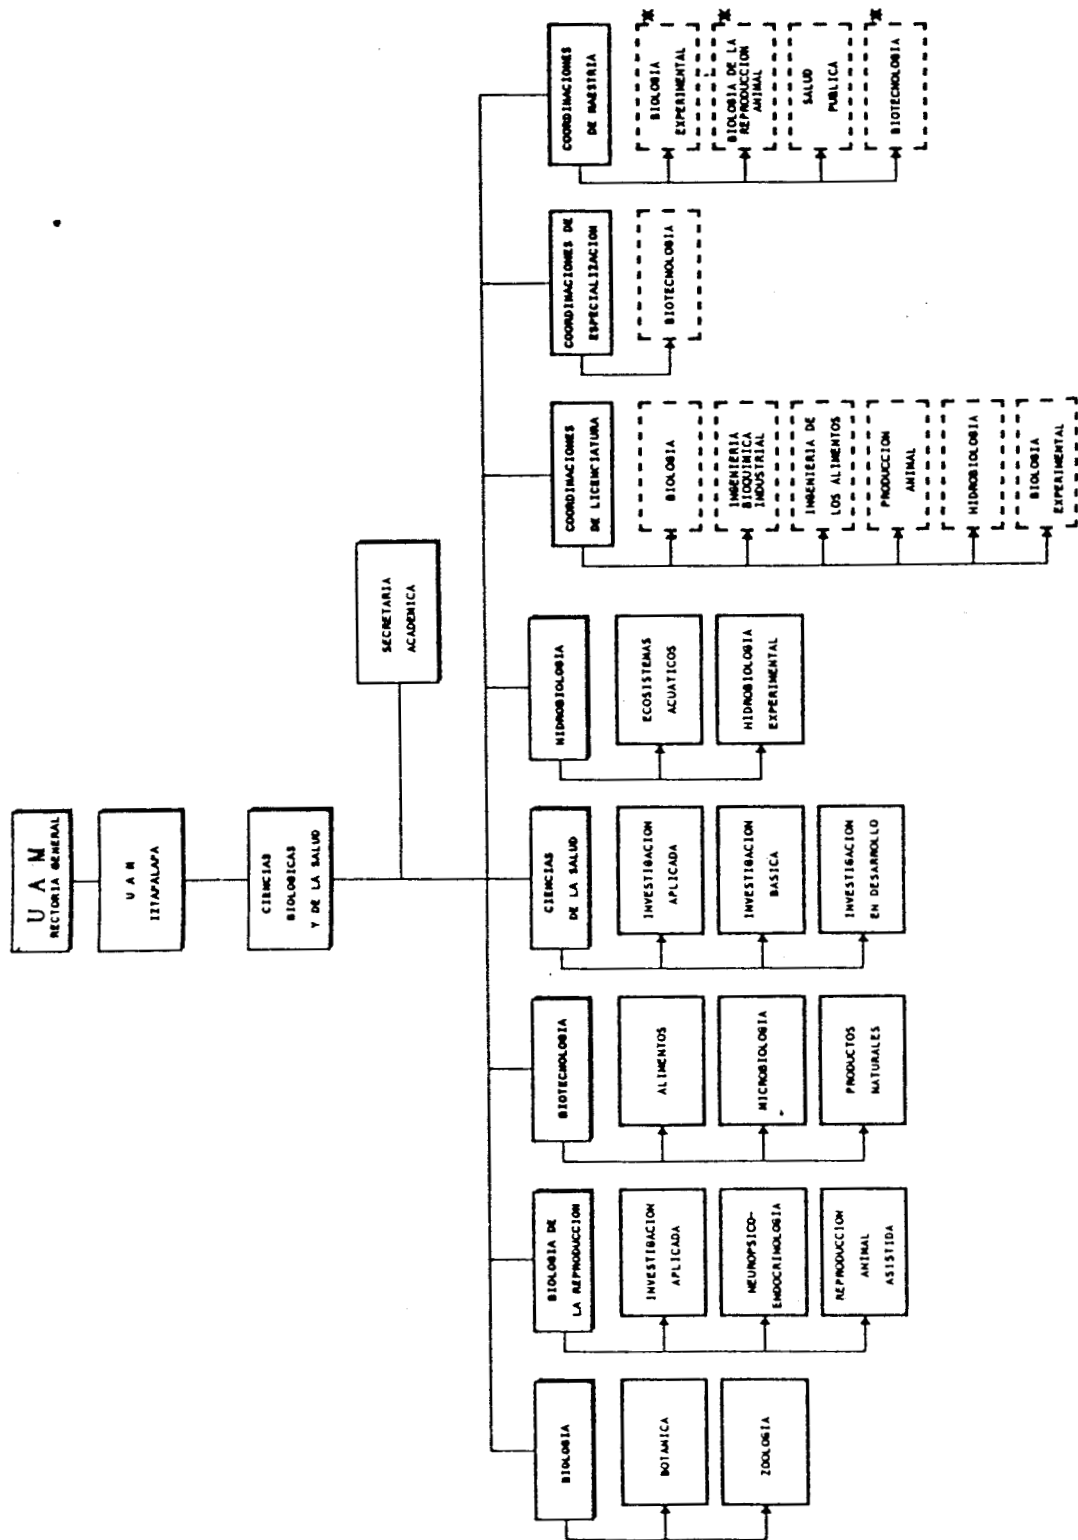 U A M
RECTORIA GENERAL
U A M
IZTAPALAPA
CIENCIAS
BIOLOGICAS
Y DE LA SALUD
SECRETARIA
ACADEMICA
BIOLOGIA
BOTANICA
ZOOLOGIA
BIOLOGIA DE
LA REPRODUCCION
INVESTIGACION
APLICADA
NEUROPSICO-
ENDOCRINOLOGIA
REPRODUCCION
ANIMAL
ASISTIDA
BIOTECNOLOGIA
ALIMENTOS
MICROBIOLOGIA
PRODUCTOS
NATURALES
CIENCIAS
DE LA SALUD
INVESTIGACION
APLICADA
INVESTIGACION
BASICA
INVESTIGACION
EN DESARROLLO
HIDROBIOLOGIA
ECOSISTEMAS
ACUATICOS
HIDROBIOLOGIA
EXPERIMENTAL
COORDINACIONES
DE LICENCIATURA
BIOLOGIA
INGENIERIA
BIOQUIMICA
INDUSTRIAL
INGENIERIA DE
LOS ALIMENTOS
PRODUCCION
ANIMAL
HIDROBIOLOGIA
BIOLOGIA
EXPERIMENTAL
COORDINACIONES DE
ESPECIALIZACION
BIOTECNOLOGIA
COORDINACIONES
DE MAESTRIA
*
BIOLOGIA
EXPERIMENTAL
*
BIOLOGIA DE LA
REPRODUCCION
ANIMAL
SALUD
PUBLICA
*
BIOTECNOLOGIA